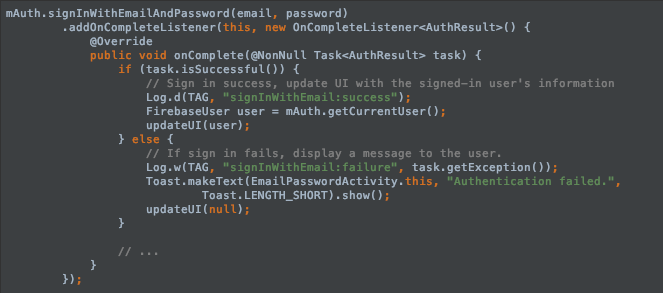 mAuth.signInWithEmailAndPassword(email, password)
        .addOnCompleteListener(this, new OnCompleteListener<AuthResult>() {
            @Override
            public void onComplete(@NonNull Task<AuthResult> task) {
                if (task.isSuccessful()) {
                    // Sign in success, update UI with the signed-in user's information
                    Log.d(TAG, "signInWithEmail:success");
                    FirebaseUser user = mAuth.getCurrentUser();
                    updateUI(user);
                } else {
                    // If sign in fails, display a message to the user.
                    Log.w(TAG, "signInWithEmail:failure", task.getException());
                    Toast.makeText(EmailPasswordActivity.this, "Authentication failed.",
                            Toast.LENGTH_SHORT).show();
                    updateUI(null);
                }

                // ...
            }
        });